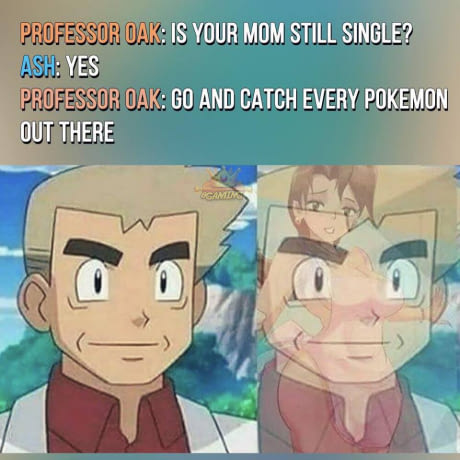 PROFESSOR OAK: IS YOUR MOM STILL SINGLE?
ASH: YES
PROFESSOR OAK: GO AND CATCH EVERY POKEMON
OUT THERE